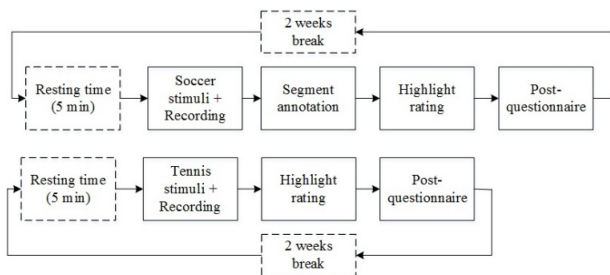 2 weeks
break
Resting time
(5 min)
Soccer
stimuli +
Recording
Segment
annotation
Highlight
rating
Post-
questionnaire
Resting time
(5 min)
Tennis
stimuli +
Recording
Highlight
rating
Post-
questionnaire
2 weeks
break